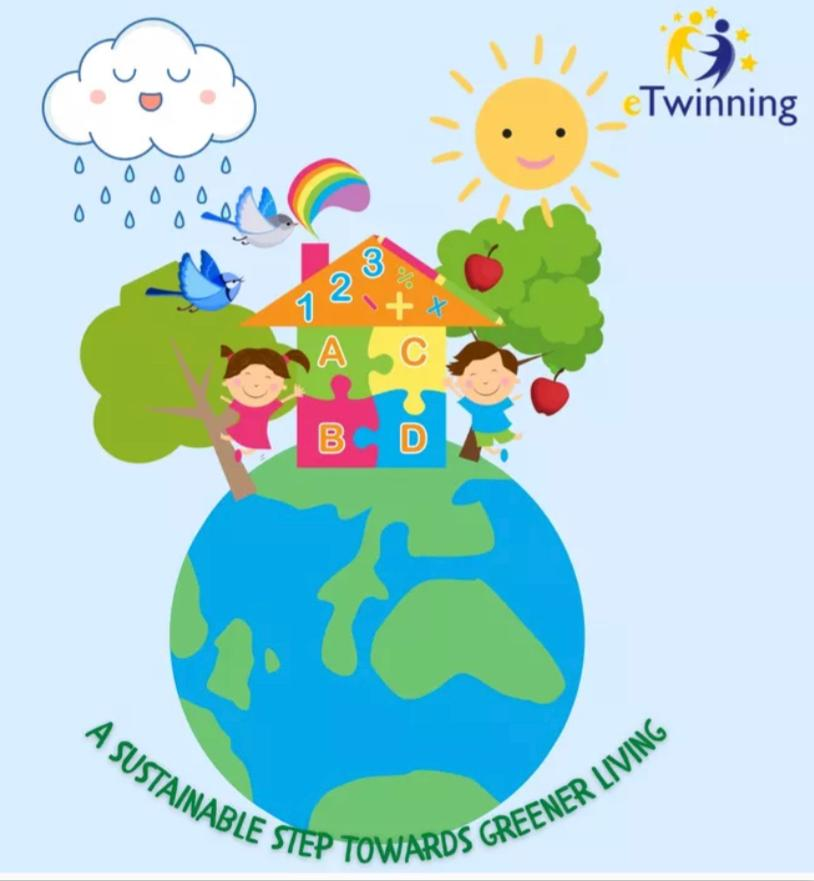 eTwinning
1 2 3 % - + x
A C
B D
A SUSTAINABLE STEP TOWARDS GREENER LIVING